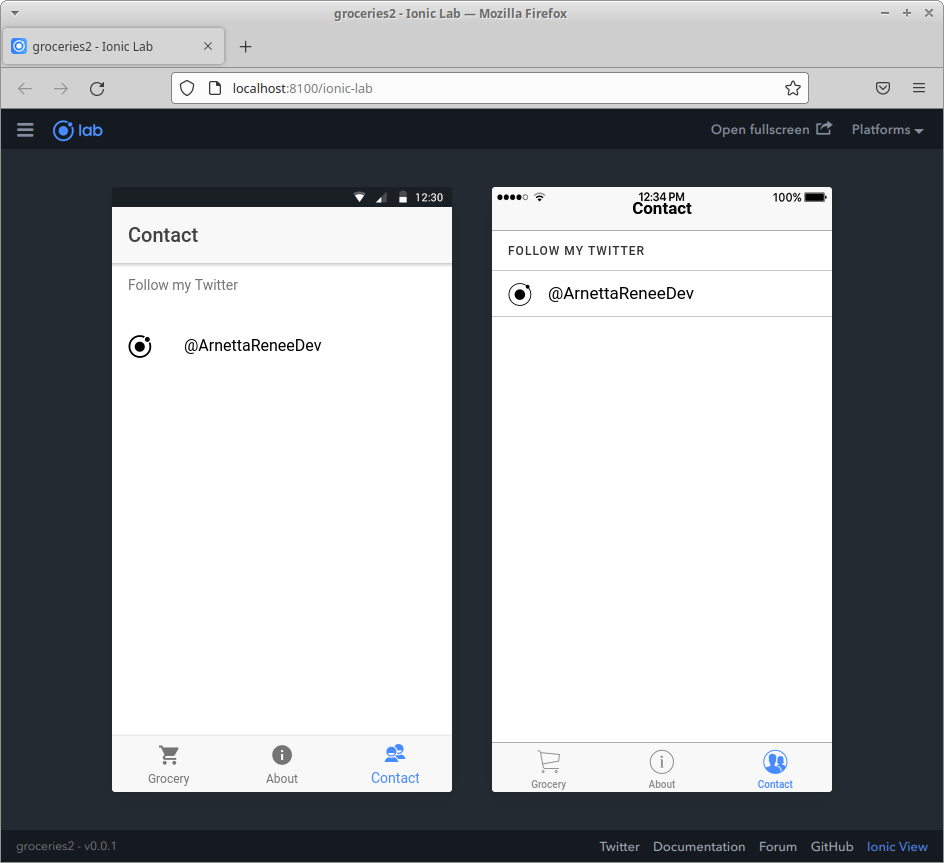 groceries2 - Ionic Lab — Mozilla Firefox
groceries2 - Ionic Lab
localhost:8100/ionic-lab
lab
Open fullscreen
Platforms
12:30
Contact
Follow my Twitter
@ArnettaReneeDev
Grocery
About
Contact
12:34 PM
100%
Contact
FOLLOW MY TWITTER
@ArnettaReneeDev
Grocery
About
Contact
groceries2 - v0.0.1
Twitter
Documentation
Forum
GitHub
Ionic View